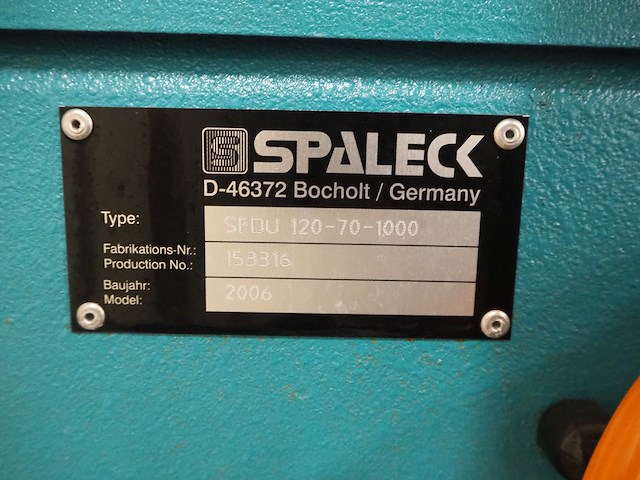 S SPALECK
D-46372 Bocholt / Germany
Type: SFDU 120-70-1000
Fabrikations-Nr.:
Production No.: 153316
Baujahr: 2006
Model: